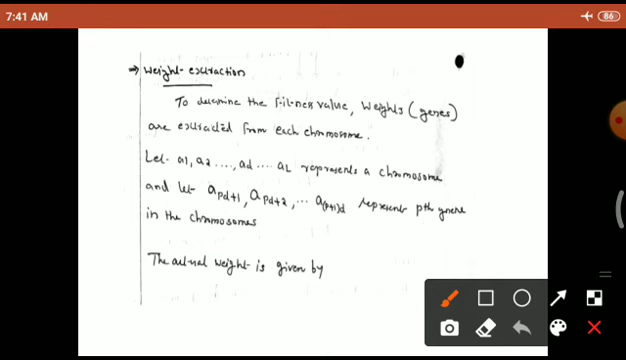 7:41 AM
86
→ Weight extraction
To determine the fitness value, Weights (genes)
are extracted from each chromosome.
Let a1, a2 ...., ad .... aL represents a chromosome
and let apd+1, apd+2, ... a(p+1)d represent pth gene
in the chromosomes
The actual weight is given by